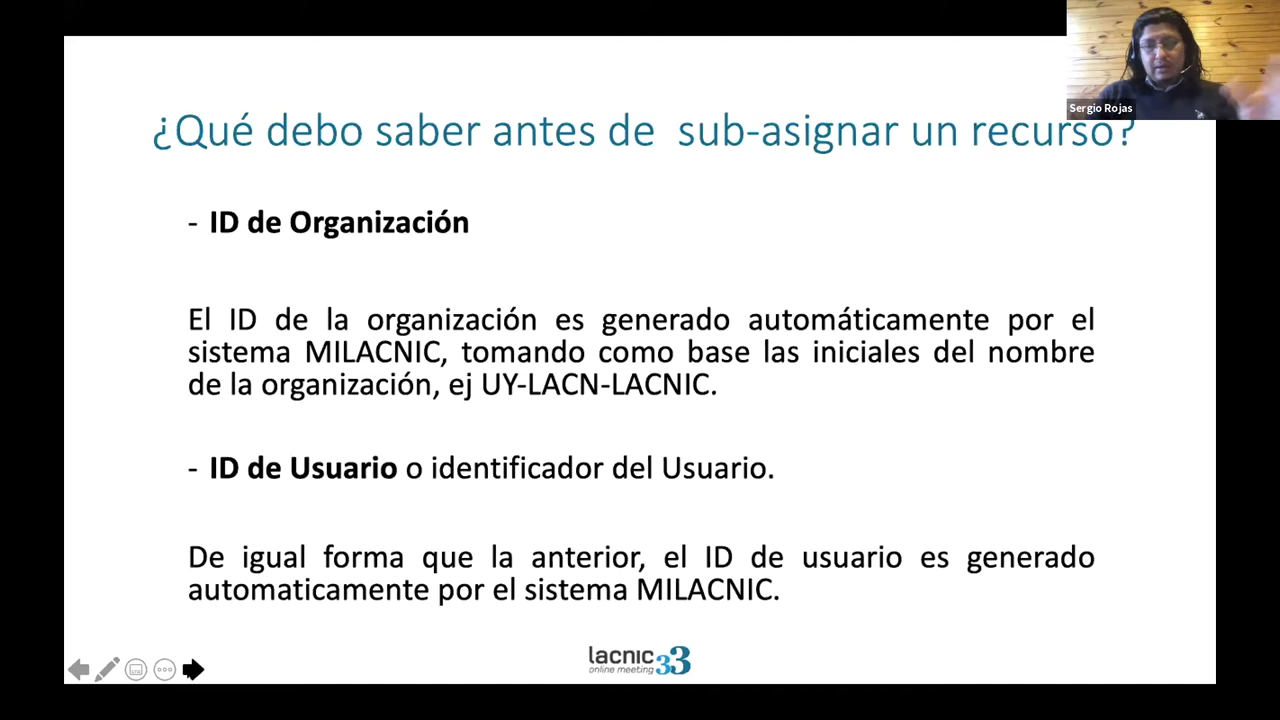 Sergio Rojas
¿Qué debo saber antes de sub-asignar un recurso?
- ID de Organización
El ID de la organización es generado automáticamente por el
sistema MILACNIC, tomando como base las iniciales del nombre
de la organización, ej UY-LACN-LACNIC.
- ID de Usuario o identificador del Usuario.
De igual forma que la anterior, el ID de usuario es generado
automaticamente por el sistema MILACNIC.
lacnic 33
online meeting